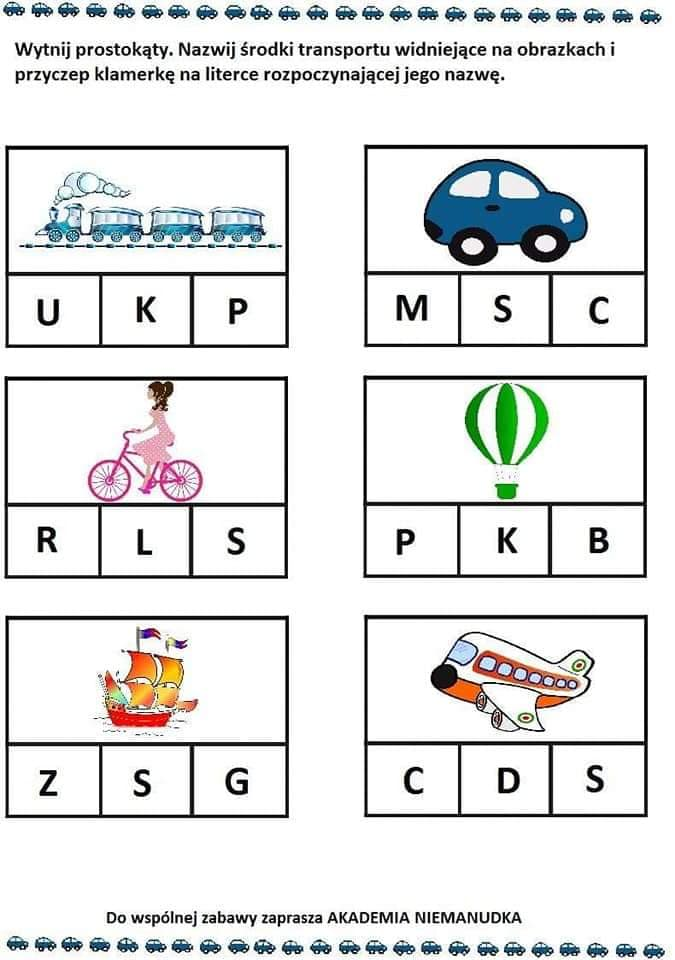 Wytnij prostokąty. Nazwij środki transportu widniejące na obrazkach i
przyczep klamerkę na literce rozpoczynającej jego nazwę.
U K P
M S C
R L S
P K B
Z S G
C D S
Do wspólnej zabawy zaprasza AKADEMIA NIEMANUDKA